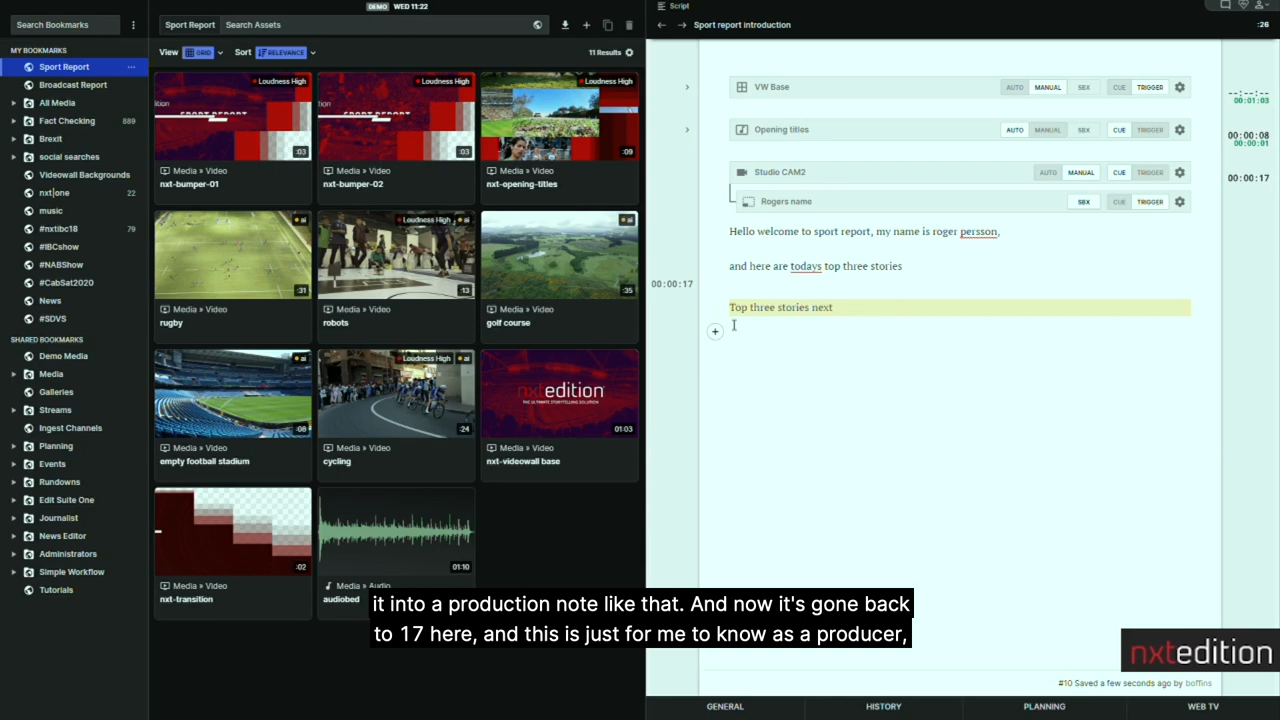 DEMO WED 11:22
Search Bookmarks
MY BOOKMARKS
Sport Report
Broadcast Report
All Media
Fact Checking 889
Brexit
social searches
Videowall Backgrounds
nxt|one 22
music
#nxtibc18 79
#IBCshow
#NABShow
#CabSat2020
News
#SDVS
SHARED BOOKMARKS
Demo Media
Media
Galleries
Streams
Ingest Channels
Planning
Events
Rundowns
Edit Suite One
Journalist
News Editor
Administrators
Simple Workflow
Tutorials
Sport Report Search Assets
View GRID Sort RELEVANCE 11 Results
Loudness High Loudness High Loudness High
SPORT REPORT
:03 :03 :09
Media » Video Media » Video Media » Video
nxt-bumper-01 nxt-bumper-02 nxt-opening-titles
ai Loudness High ai ai
:31 :13 :35
Media » Video Media » Video Media » Video
rugby robots golf course
ai Loudness High ai
nxtedition
THE ULTIMATE STORYTELLING SOLUTION
:08 :24 01:03
Media » Video Media » Video Media » Video
empty football stadium cycling nxt-videowall base
:02 01:10
Media » Video Media » Audio
nxt-transition audiobed
Script
Sport report introduction :26
VW Base AUTO MANUAL SBX CUE TRIGGER
--:--:--
00:01:03
Opening titles AUTO MANUAL SBX CUE TRIGGER
00:00:08
00:00:01
Studio CAM2 AUTO MANUAL CUE TRIGGER
00:00:17
Rogers name SBX CUE TRIGGER
Hello welcome to sport report, my name is roger persson,
and here are todays top three stories
00:00:17
Top three stories next
it into a production note like that. And now it's gone back
to 17 here, and this is just for me to know as a producer,
nxtedition
#10 Saved a few seconds ago by boffins
GENERAL HISTORY PLANNING WEB TV